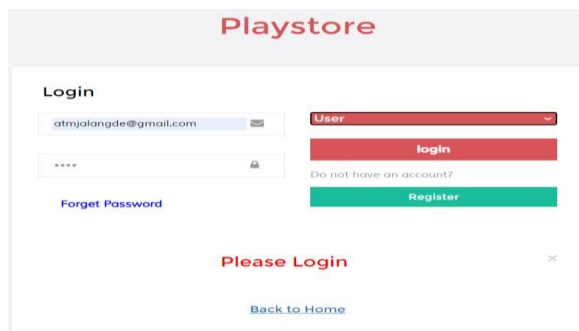 Playstore
Login
atmjalangde@gmail.com
User
login
****
Do not have an account?
Forget Password
Register
Please Login
×
Back to Home